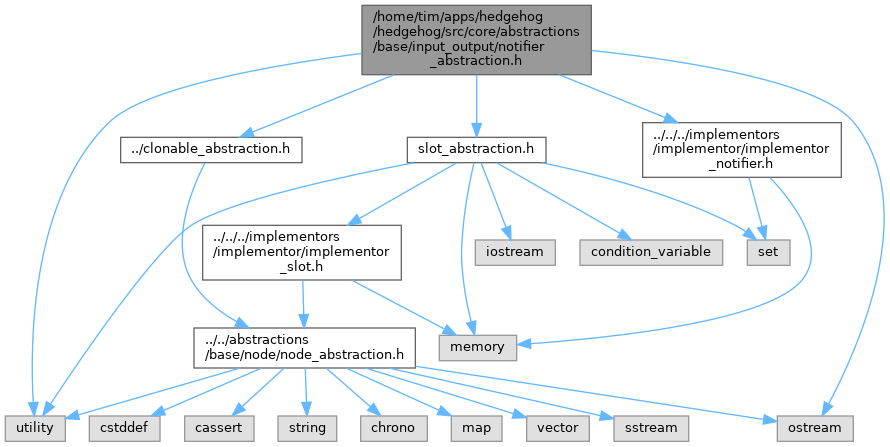 /home/tim/apps/hedgehog
/hedgehog/src/core/abstractions
/base/input_output/notifier
_abstraction.h
../clonable_abstraction.h
slot_abstraction.h
../../../implementors
/implementor/implementor
_notifier.h
../../../implementors
/implementor/implementor
_slot.h
iostream
condition_variable
set
../../abstractions
/base/node/node_abstraction.h
memory
utility
cstddef
cassert
string
chrono
map
vector
sstream
ostream